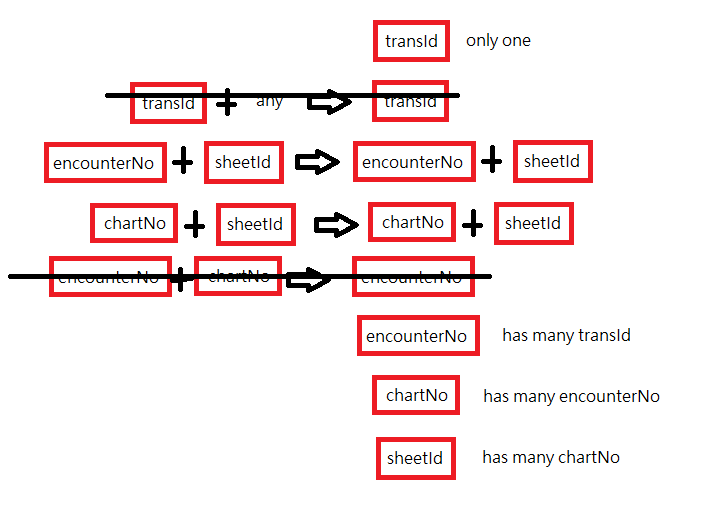 transId only one
transId + any ⇒ transId
encounterNo + sheetId ⇒ encounterNo + sheetId
chartNo + sheetId ⇒ chartNo + sheetId
encounterNo + chartNo ⇒ encounterNo
encounterNo has many transId
chartNo has many encounterNo
sheetId has many chartNo